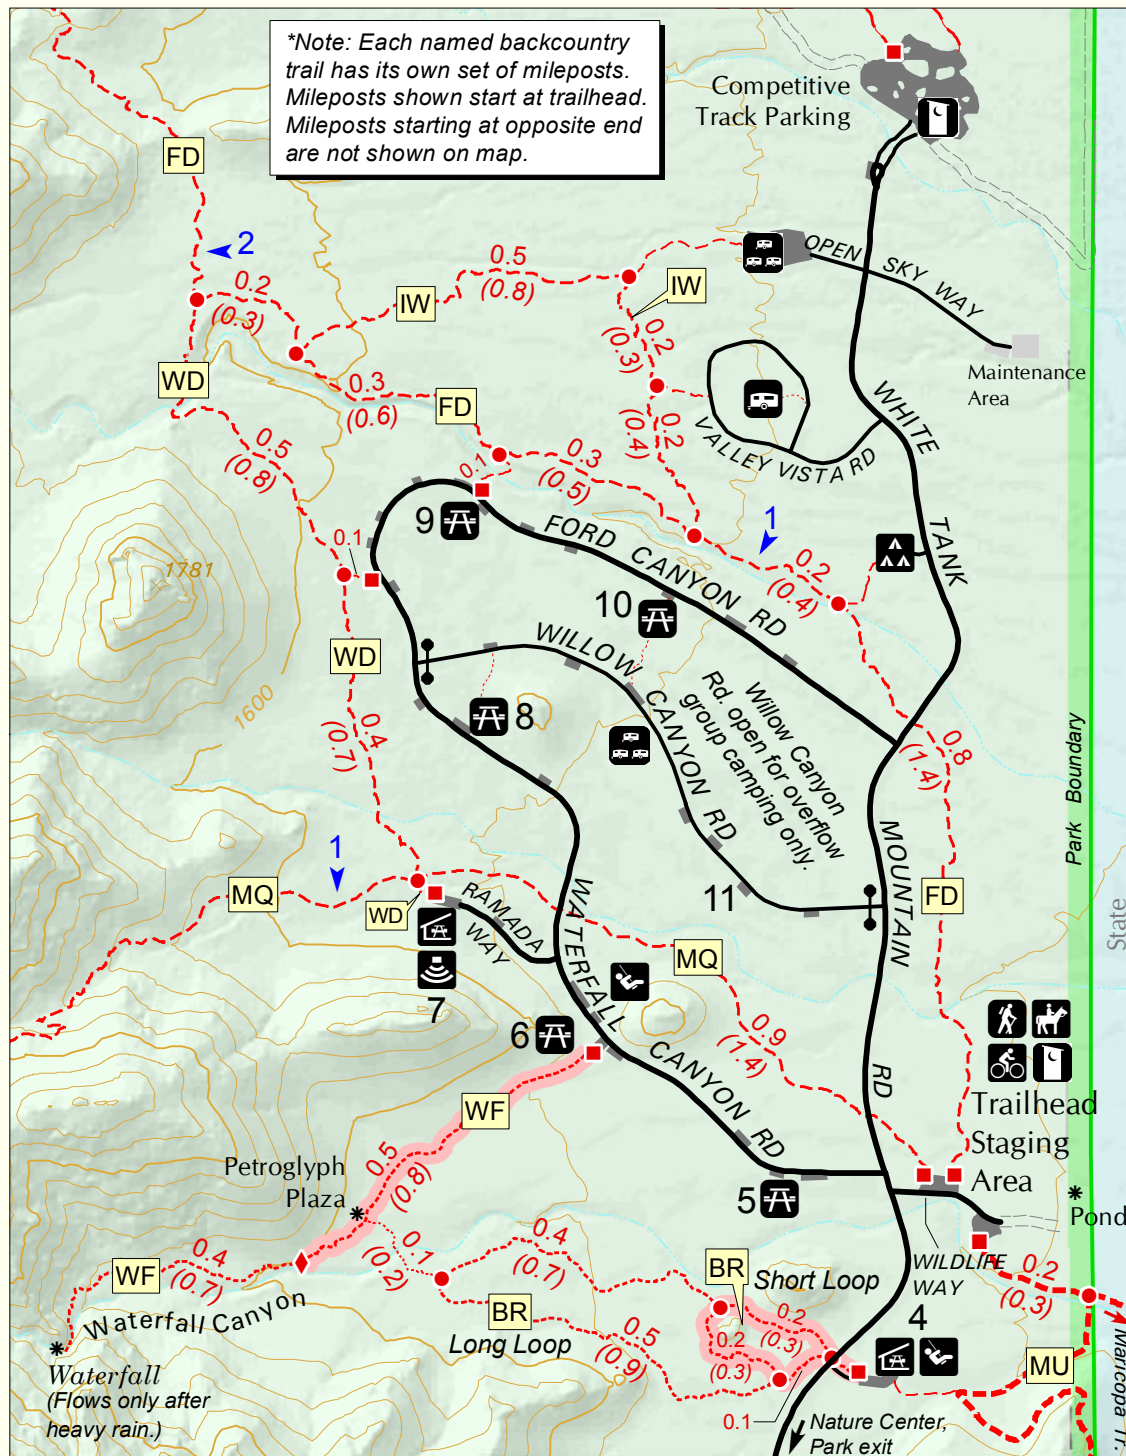 *Note: Each named backcountry
trail has its own set of mileposts.
Mileposts shown start at trailhead.
Mileposts starting at opposite end
are not shown on map.
Competitive
Track Parking
FD
2
0.2
(0.3)
IW
0.5
(0.8)
IW
OPEN SKY WAY
Maintenance
Area
0.2
(0.3)
WD
0.3
(0.6)
FD
0.2
(0.4)
VALLEY VISTA RD
WHITE TANK MOUNTAIN RD
0.5
(0.8)
0.1
0.3
(0.5)
9
FORD CANYON RD
1
0.2
(0.4)
1781
0.1
10
WILLOW CANYON RD
Willow Canyon
Rd. open for overflow
group camping only.
WD
1600
8
0.4
(0.7)
0.8
(1.4)
Park Boundary
1
MQ
WD
RAMADA
WAY
7
WATERFALL CANYON RD
11
FD
State
MQ
6
0.9
(1.4)
WF
Trailhead
Staging
Area
Petroglyph
Plaza
0.5
(0.8)
5
Pond
WILDLIFE
WAY
0.4
(0.7)
WF
0.1
(0.2)
0.4
(0.7)
BR
Short Loop
0.2
(0.3)
Waterfall Canyon
BR
Long Loop
0.5
(0.9)
0.2
(0.3)
0.2
(0.3)
4
MU
Maricopa Tr.
Waterfall
(Flows only after
heavy rain.)
0.1
Nature Center,
Park exit